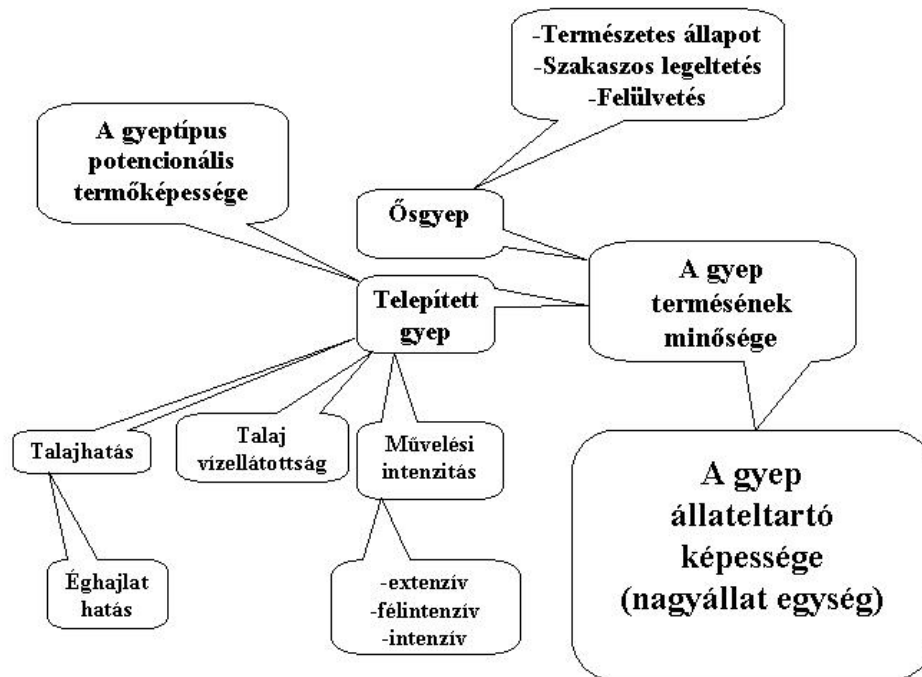 -Természetes állapot
-Szakaszos legeltetés
-Felülvetés
A gyeptípus
potencionális
termőképessége
Ősgyep
A gyep
termésének
minősége
Telepített
gyep
Talajhatás
Talaj
vízellátottság
Művelési
intenzitás
A gyep
állateltartó
képessége
(nagyállat egység)
Éghajlat
hatás
-extenzív
-félintenzív
-intenzív